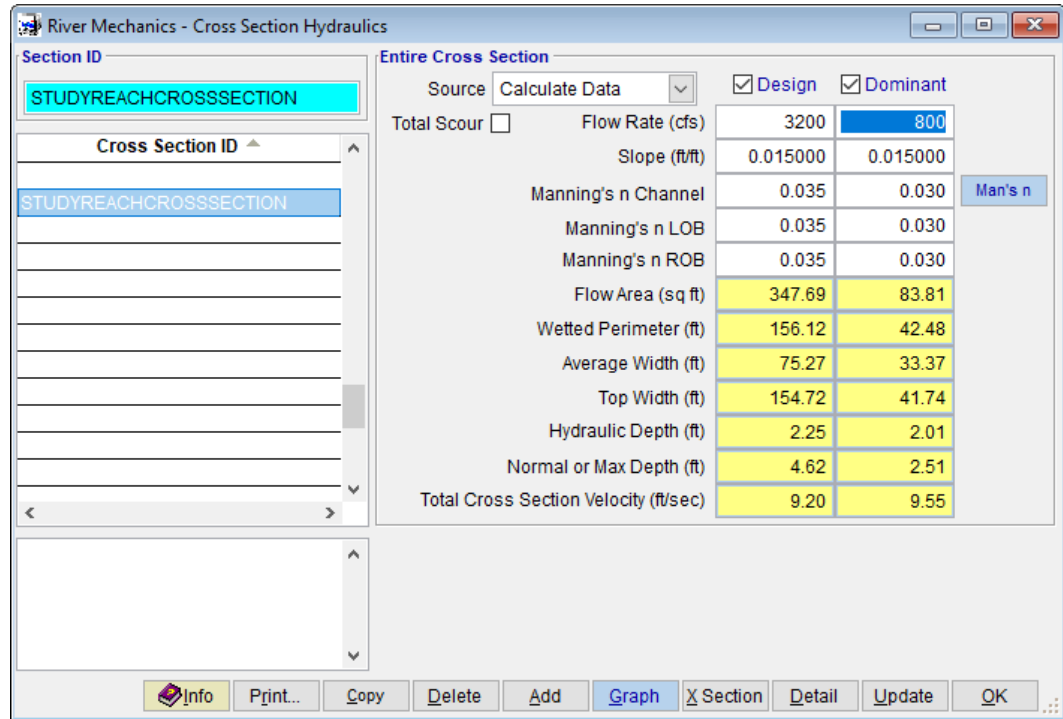 River Mechanics - Cross Section Hydraulics
Section ID
STUDYREACHCROSSSECTION
Cross Section ID
STUDYREACHCROSSSECTION
Entire Cross Section
Source Calculate Data Design Dominant
Total Scour Flow Rate (cfs) 3200 800
Slope (ft/ft) 0.015000 0.015000
Manning's n Channel 0.035 0.030 Man's n
Manning's n LOB 0.035 0.030
Manning's n ROB 0.035 0.030
Flow Area (sq ft) 347.69 83.81
Wetted Perimeter (ft) 156.12 42.48
Average Width (ft) 75.27 33.37
Top Width (ft) 154.72 41.74
Hydraulic Depth (ft) 2.25 2.01
Normal or Max Depth (ft) 4.62 2.51
Total Cross Section Velocity (ft/sec) 9.20 9.55
Info Print... Copy Delete Add Graph X Section Detail Update OK